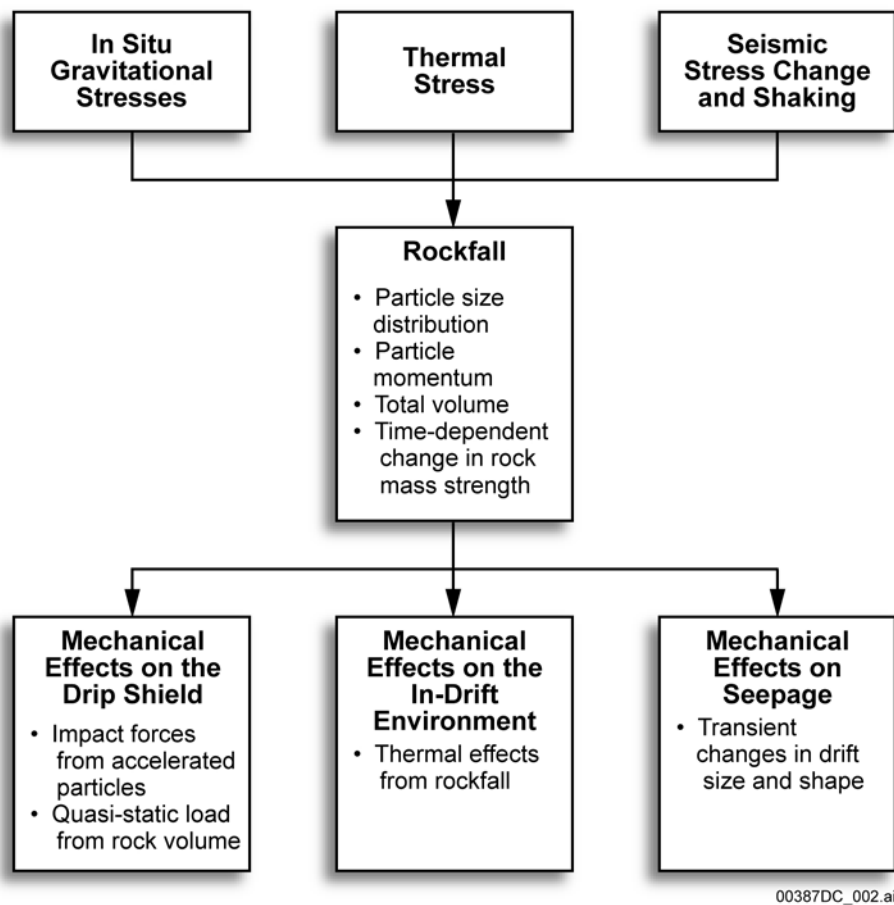 In Situ
Gravitational
Stresses
Thermal
Stress
Seismic
Stress Change
and Shaking
Rockfall
• Particle size
distribution
• Particle
momentum
• Total volume
• Time-dependent
change in rock
mass strength
Mechanical
Effects on the
Drip Shield
• Impact forces
from accelerated
particles
• Quasi-static load
from rock volume
Mechanical
Effects on the
In-Drift
Environment
• Thermal effects
from rockfall
Mechanical
Effects on
Seepage
• Transient
changes in drift
size and shape
00387DC_002.ai